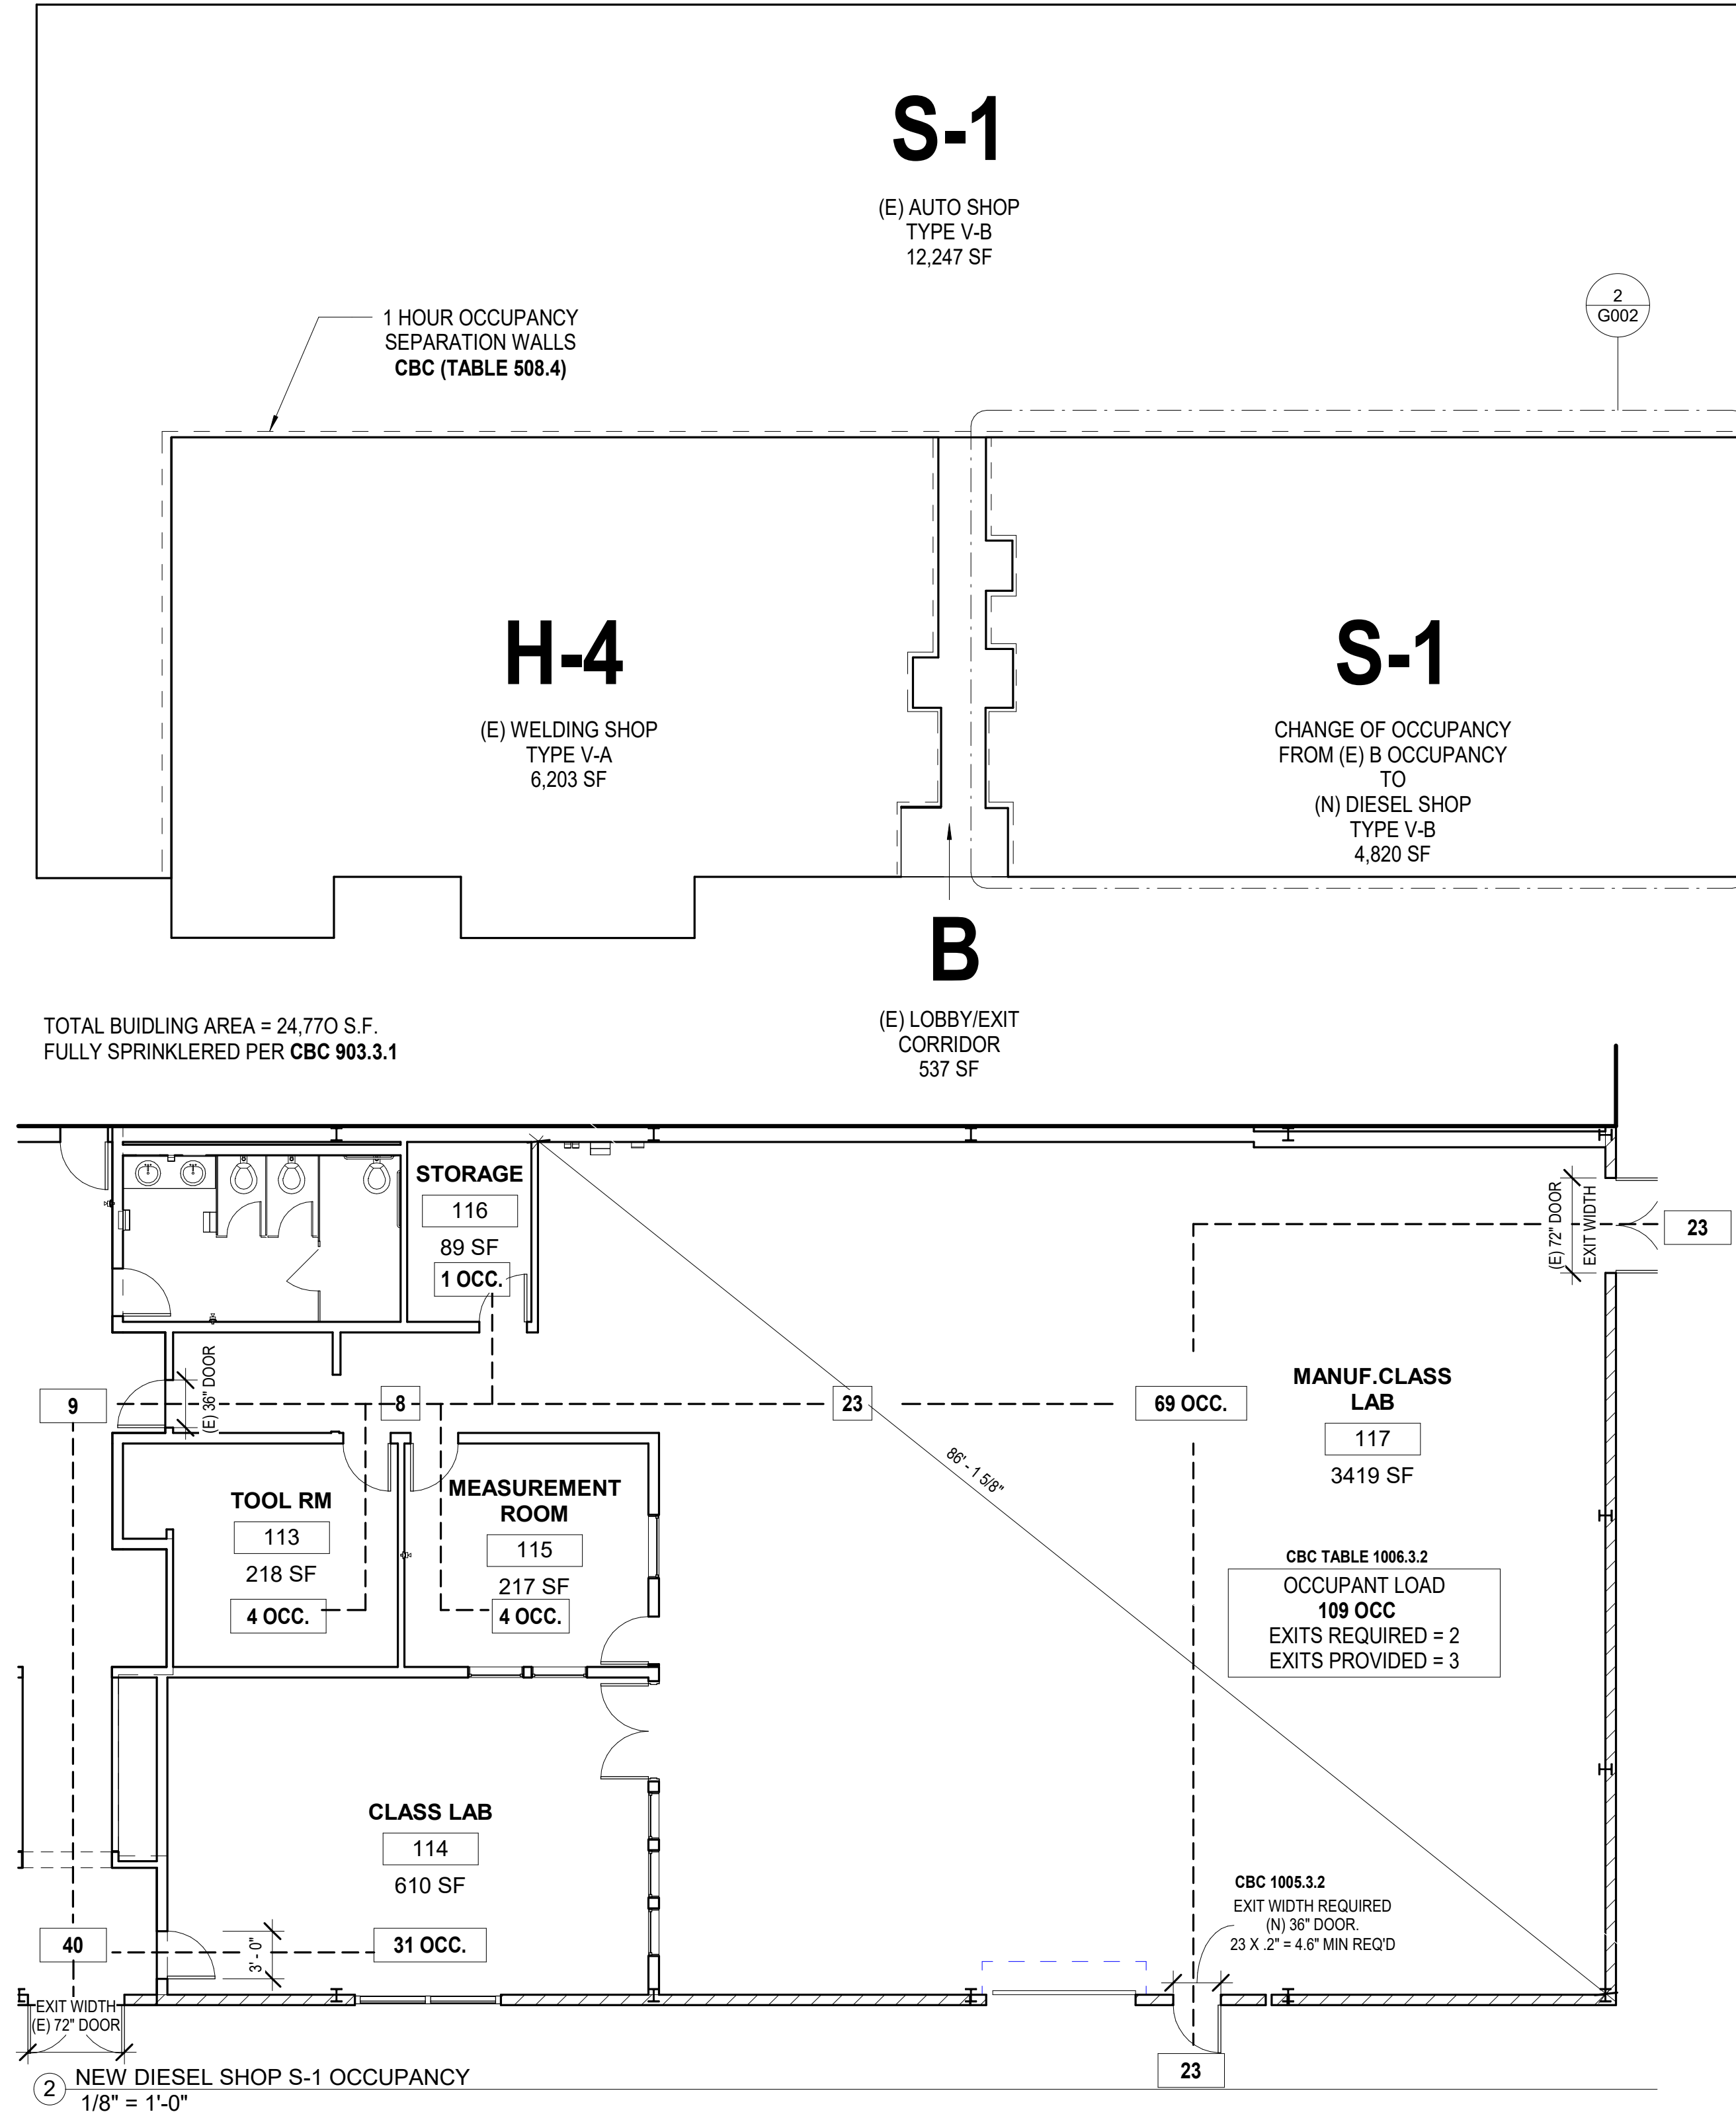 S-1
(E) AUTO SHOP
TYPE V-B
12,247 SF
1 HOUR OCCUPANCY
SEPARATION WALLS
CBC (TABLE 508.4)
2
G002
H-4
(E) WELDING SHOP
TYPE V-A
6,203 SF
S-1
CHANGE OF OCCUPANCY
FROM (E) B OCCUPANCY
TO
(N) DIESEL SHOP
TYPE V-B
4,820 SF
B
(E) LOBBY/EXIT
CORRIDOR
537 SF
TOTAL BUIDLING AREA = 24,77O S.F.
FULLY SPRINKLERED PER CBC 903.3.1
STORAGE
116
89 SF
1 OCC.
(E) 72" DOOR
EXIT WIDTH
23
(E) 36" DOOR
9
8
23
69 OCC.
MANUF.CLASS
LAB
117
3419 SF
86' - 1 5/8"
TOOL RM
113
218 SF
4 OCC.
MEASUREMENT
ROOM
115
217 SF
4 OCC.
CBC TABLE 1006.3.2
OCCUPANT LOAD
109 OCC
EXITS REQUIRED = 2
EXITS PROVIDED = 3
CLASS LAB
114
610 SF
31 OCC.
3' - 0"
40
CBC 1005.3.2
EXIT WIDTH REQUIRED
(N) 36" DOOR.
23 X .2" = 4.6" MIN REQ'D
EXIT WIDTH
(E) 72" DOOR
23
2
NEW DIESEL SHOP S-1 OCCUPANCY
1/8" = 1'-0"